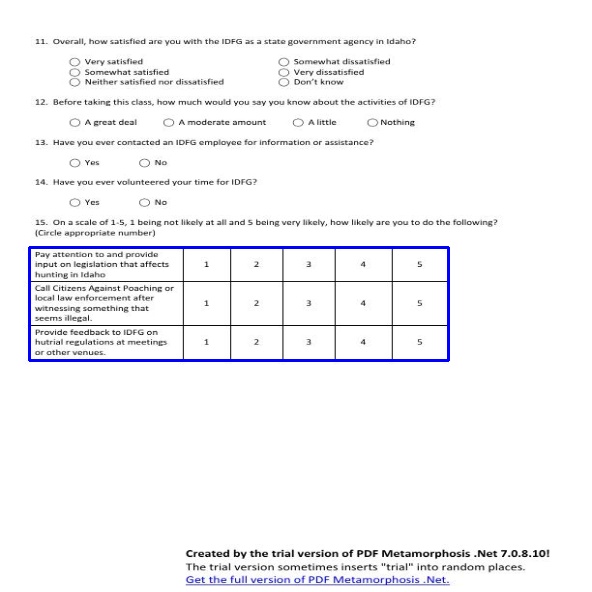 11. Overall, how satisfied are you with the IDFG as a state government agency in Idaho?
Very satisfied
Somewhat satisfied
Neither satisfied nor dissatisfied
Somewhat dissatisfied
Very dissatisfied
Don't know
12. Before taking this class, how much would you say you know about the activities of IDFG?
A great deal A moderate amount A little Nothing
13. Have you ever contacted an IDFG employee for information or assistance?
Yes No
14. Have you ever volunteered your time for IDFG?
Yes No
15. On a scale of 1-5, 1 being not likely at all and 5 being very likely, how likely are you to do the following?
(Circle appropriate number)
Pay attention to and provide
input on legislation that affects
hunting in Idaho
1 2 3 4 5
Call Citizens Against Poaching or
local law enforcement after
witnessing something that
seems illegal.
1 2 3 4 5
Provide feedback to IDFG on
hutrial regulations at meetings
or other venues.
1 2 3 4 5
Created by the trial version of PDF Metamorphosis .Net 7.0.8.10!
The trial version sometimes inserts "trial" into random places.
Get the full version of PDF Metamorphosis .Net.